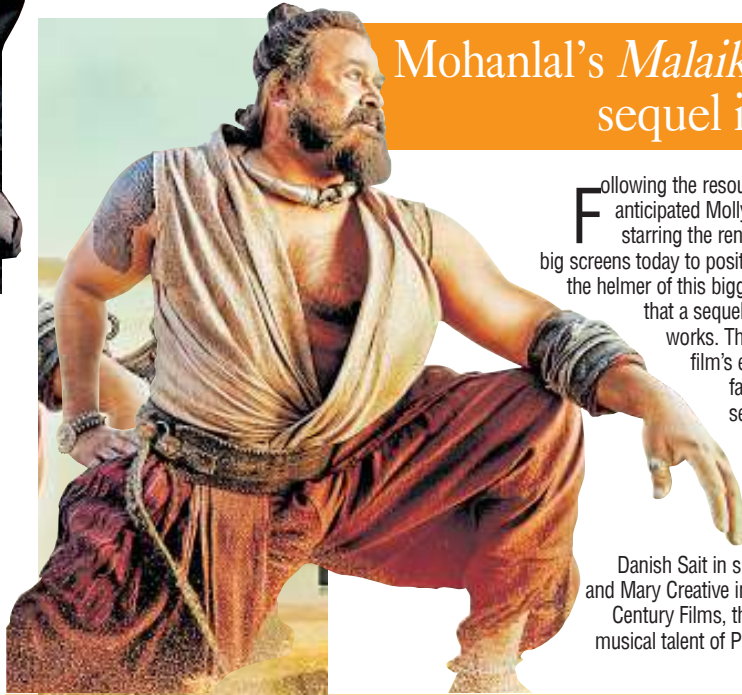 Mohanlal's Malaik
sequel i
Following the resou
anticipated Molly
starring the ren
big screens today to posit
the helmer of this bigg
that a sequel
works. Th
film's e
fa
se
Danish Sait in s
and Mary Creative i
Century Films, th
musical talent of P